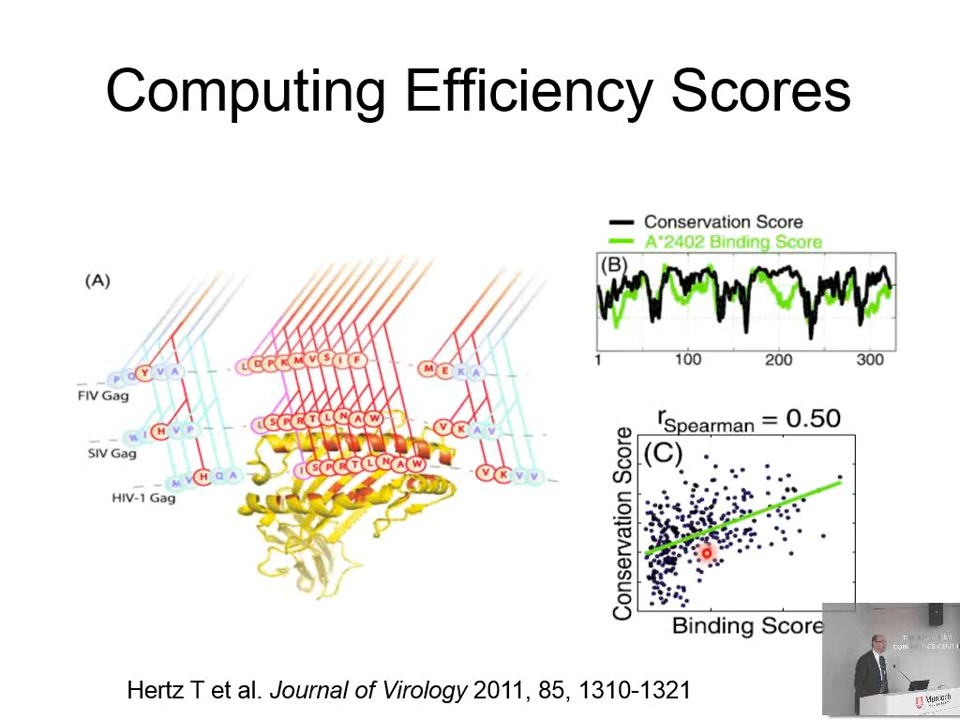 Computing Efficiency Scores
Conservation Score
A*2402 Binding Score
(A)
(B)
1 100 200 300
L D P K M V S I F
M E K A
P Q Y V A
FIV Gag
rSpearman = 0.50
(C)
L S P R T L N A W
V K A V
W I H V P
SIV Gag
I S P R T L N A W
V K V V
M V H Q A
HIV-1 Gag
Conservation Score
Binding Score
Hertz T et al. Journal of Virology 2011, 85, 1310-1321
Murdoch